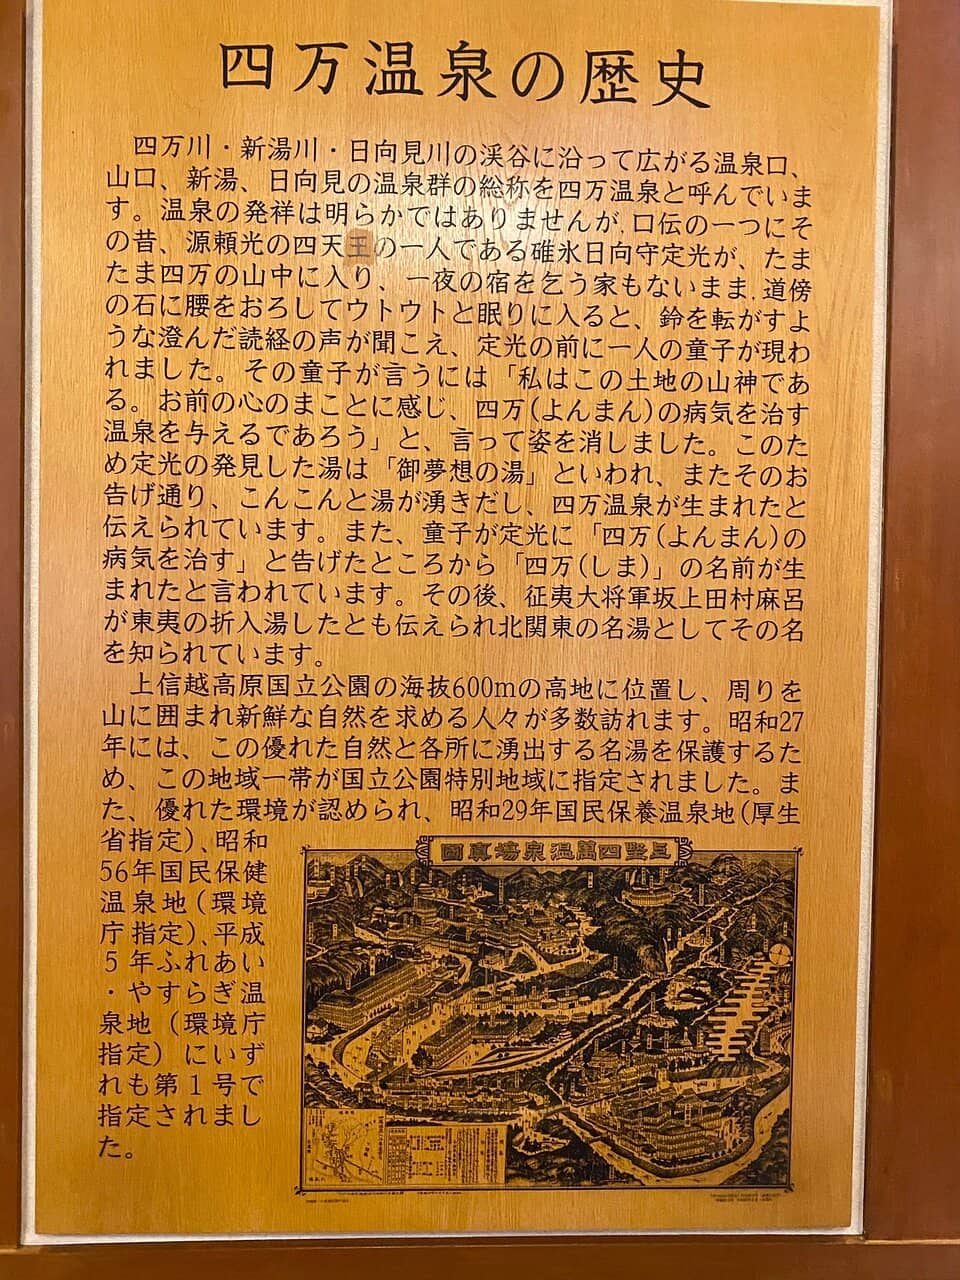 四万温泉の歴史
四万川・新湯川・日向見川の渓谷に沿って広がる温泉口、
山口、新湯、日向見の温泉群の総称を四万温泉と呼んでいま
す。温泉の発祥は明らかではありませんが、口伝の一つにそ
の昔、源頼光の四天王の一人である碓氷日向守定光が、たま
たま四万の山中に入り、一夜の宿を乞う家もないまま、道傍
の石に腰をおろしてウトウトと眠りに入ると、鈴を転がすよ
うな澄んだ読経の声が聞こえ、定光の前に一人の童子が現わ
れました。その童子が言うには「私はこの土地の山神であ
る。お前の心のまことに感じ、四万(よんまん)の病気を治す
温泉を与えるであろう」と、言って姿を消しました。このた
め定光の発見した湯は「御夢想の湯」といわれ、またそのお
告げ通り、こんこんと湯が湧きだし、四万温泉が生まれたと
伝えられています。また、童子が定光に「四万(よんまん)の
病気を治す」と告げたところから「四万(しま)」の名前が生
まれたと言われています。その後、征夷大将軍坂上田村麻呂
が東夷の折入湯したとも伝えられ北関東の名湯としてその名
を知られています。
上信越高原国立公園の海抜600mの高地に位置し、周りを
山に囲まれ新鮮な自然を求める人々が多数訪れます。昭和27
年には、この優れた自然と各所に湧出する名湯を保護するた
め、この地域一帯が国立公園特別地域に指定されました。ま
た、優れた環境が認められ、昭和29年国民保養温泉地(厚生
省指定)、昭和
56年国民保健
温泉地(環境
庁指定)、平成
5年ふれあい
・やすらぎ温
泉地(環境庁
指定)にいず
れも第1号で
指定されまし
た。
圖眞場泉温萬四野上